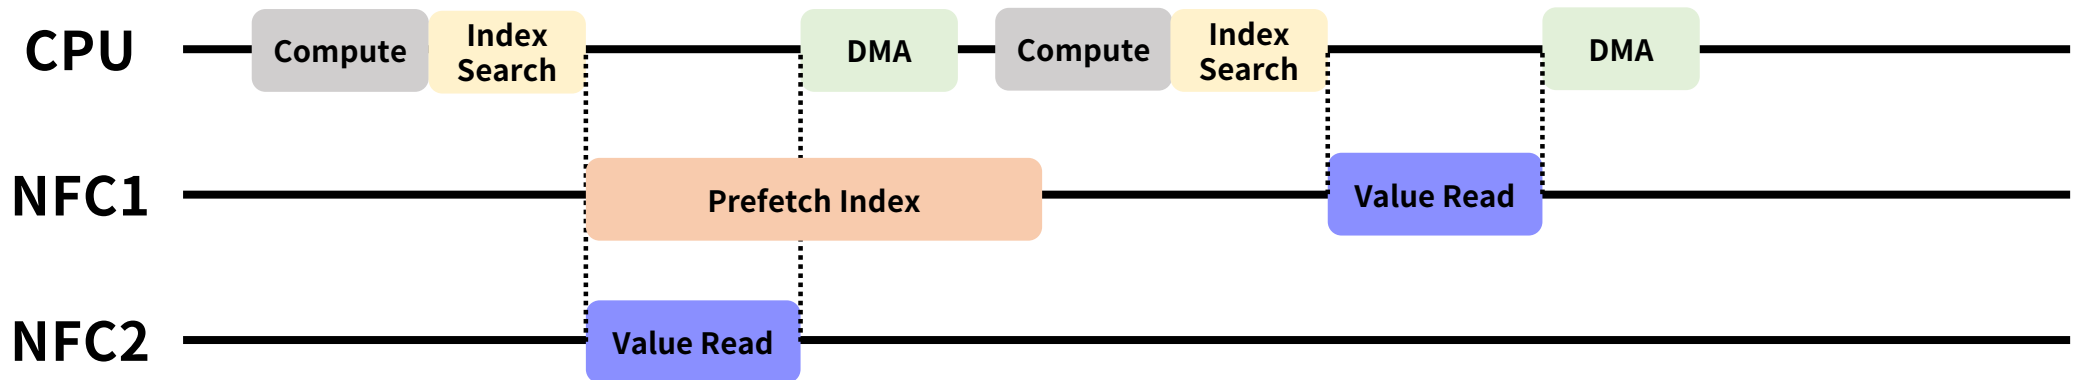 CPU
Compute
Index
Search
DMA
Compute
Index
Search
DMA
NFC1
Prefetch Index
Value Read
NFC2
Value Read